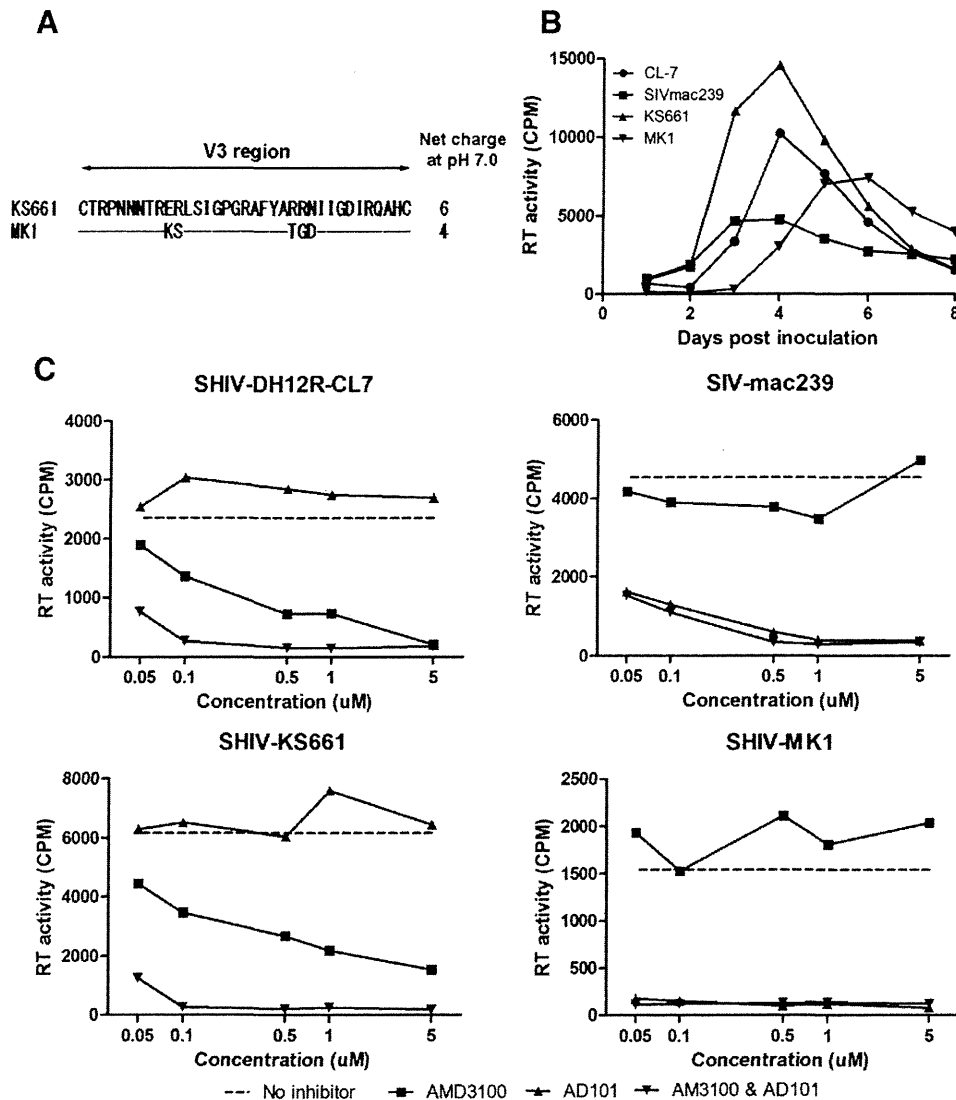 A
V3 region
Net charge
at pH 7.0
KS661 CTRPNNNTRERLSIGPGRAFYARRNIIGDIRQAHC 6
MK1 KS TGD 4
B
CL-7
SIVmac239
KS661
MK1
RT activity (CPM)
15000
10000
5000
0
0 2 4 6 8
Days post inoculation
C
SHIV-DH12R-CL7
RT activity (CPM)
4000
3000
2000
1000
0
0.05 0.1 0.5 1 5
Concentration (uM)
SIV-mac239
RT activity (CPM)
6000
4000
2000
0
0.05 0.1 0.5 1 5
Concentration (uM)
SHIV-KS661
RT activity (CPM)
8000
6000
4000
2000
0
0.05 0.1 0.5 1 5
Concentration (uM)
SHIV-MK1
RT activity (CPM)
2500
2000
1500
1000
500
0
0.05 0.1 0.5 1 5
Concentration (uM)
No inhibitor AMD3100 AD101 AM3100 & AD101